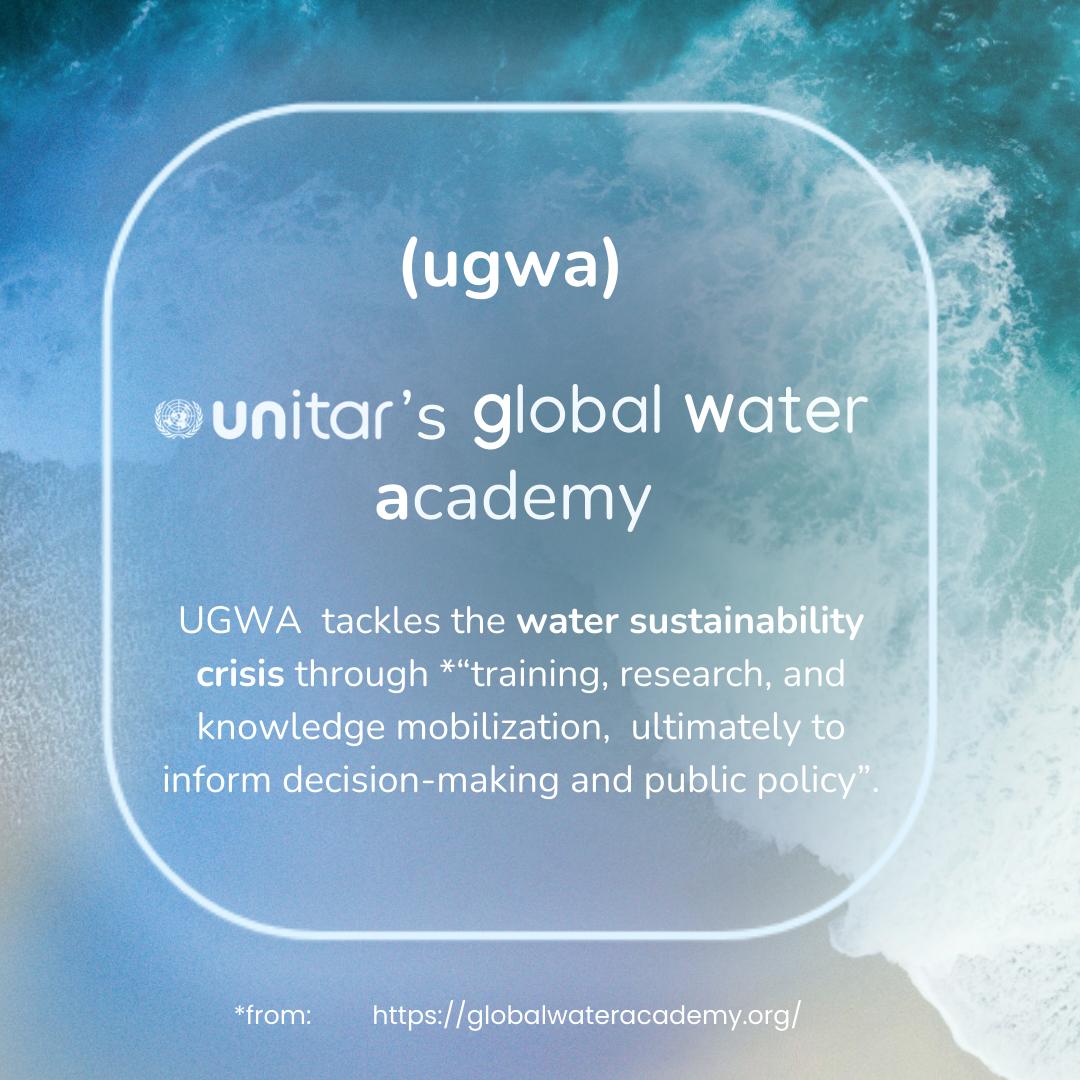 (ugwa)
unitar's global water
academy
UGWA tackles the water sustainability
crisis through *“training, research, and
knowledge mobilization, ultimately to
inform decision-making and public policy”.
*from: https://globalwateracademy.org/